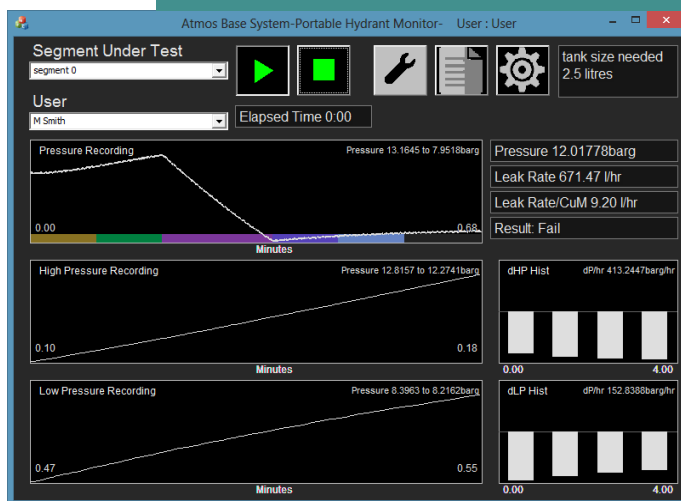 Atmos Base System-Portable Hydrant Monitor- User : User
Segment Under Test
segment 0
tank size needed
2.5 litres
User
M Smith
Elapsed Time 0:00
Pressure Recording
Pressure 13.1645 to 7.9518barg
0.00
0.68
Minutes
Pressure 12.01778barg
Leak Rate 671.47 l/hr
Leak Rate/CuM 9.20 l/hr
Result: Fail
High Pressure Recording
Pressure 12.8157 to 12.2741barg
0.10
0.18
Minutes
dHP Hist
dP/hr 413.2447barg/hr
0.00
4.00
Low Pressure Recording
Pressure 8.3963 to 8.2162barg
0.47
0.55
Minutes
dLP Hist
dP/hr 152.8388barg/hr
0.00
4.00